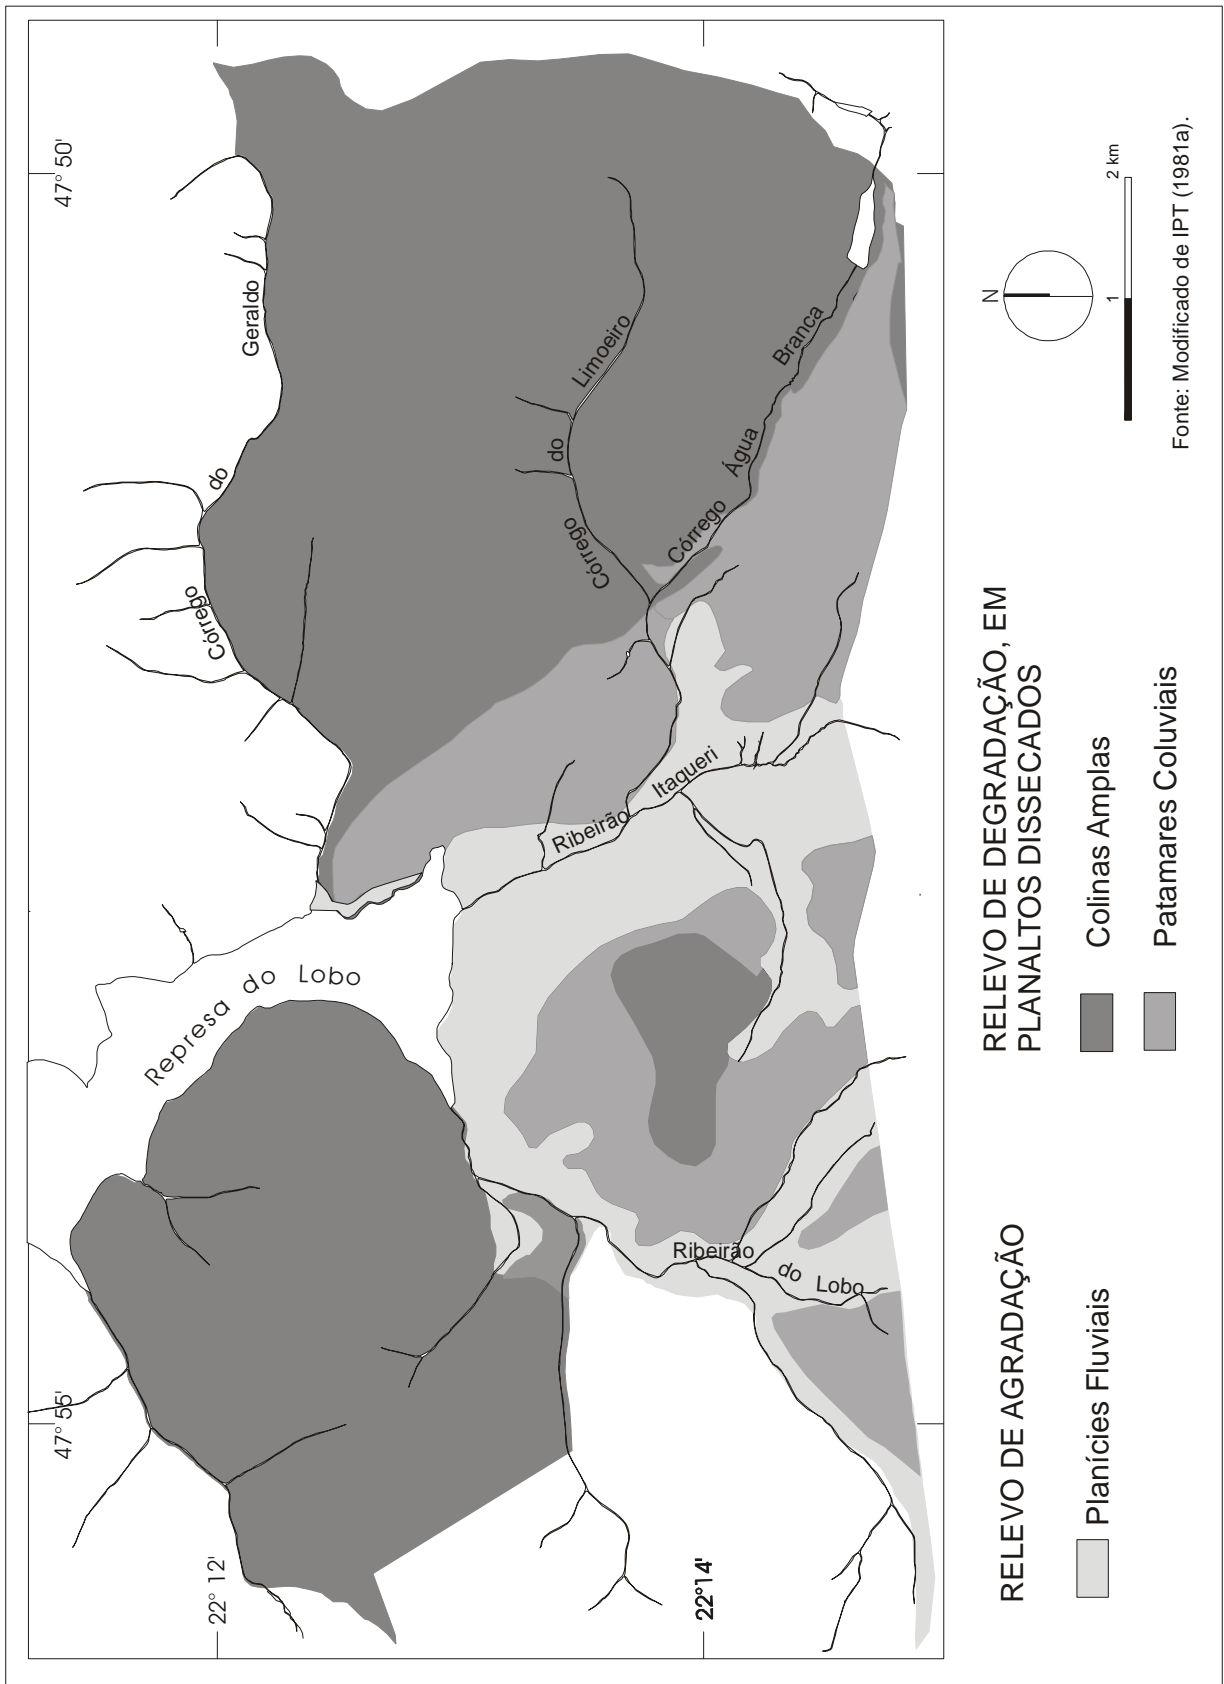 47° 55'
47° 50'
22° 12'
22°14'
Córrego
do
Geraldo
Represa do Lobo
Córrego
do
Limoeiro
Córrego
Água
Branca
Ribeirão
Itaqueri
Ribeirão
do Lobo
RELEVO DE AGRADAÇÃO
Planícies Fluviais
RELEVO DE DEGRADAÇÃO, EM
PLANALTOS DISSECADOS
Colinas Amplas
Patamares Coluviais
N
1
2 km
Fonte: Modificado de IPT (1981a).